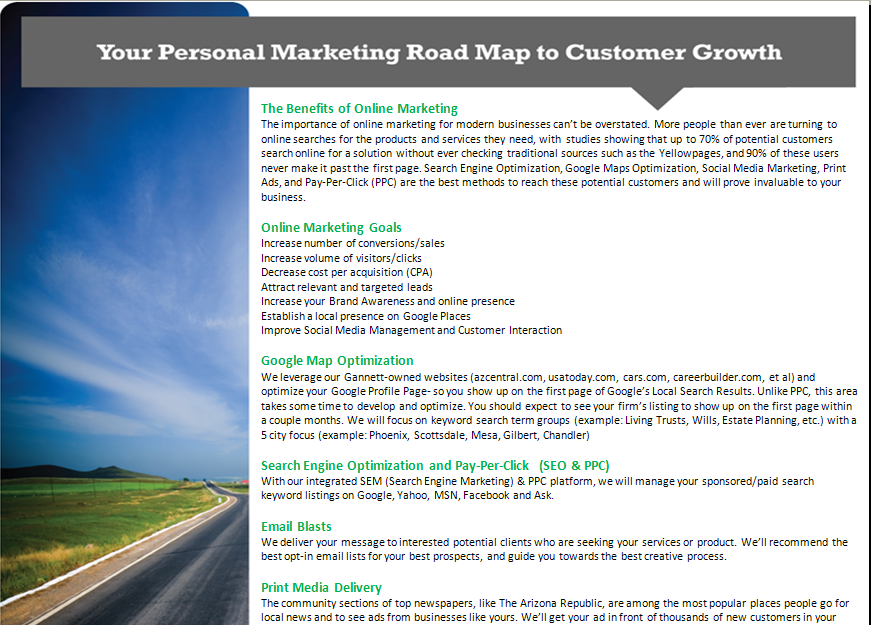 Your Personal Marketing Road Map to Customer Growth
The Benefits of Online Marketing
The importance of online marketing for modern businesses can't be overstated. More people than ever are turning to
online searches for the products and services they need, with studies showing that up to 70% of potential customers
search online for a solution without ever checking traditional sources such as the Yellowpages, and 90% of these users
never make it past the first page. Search Engine Optimization, Google Maps Optimization, Social Media Marketing, Print
Ads, and Pay-Per-Click (PPC) are the best methods to reach these potential customers and will prove invaluable to your
business.
Online Marketing Goals
Increase number of conversions/sales
Increase volume of visitors/clicks
Decrease cost per acquisition (CPA)
Attract relevant and targeted leads
Increase your Brand Awareness and online presence
Establish a local presence on Google Places
Improve Social Media Management and Customer Interaction
Google Map Optimization
We leverage our Gannett-owned websites (azcentral.com, usatoday.com, cars.com, careerbuilder.com, et al) and
optimize your Google Profile Page- so you show up on the first page of Google's Local Search Results. Unlike PPC, this area
takes some time to develop and optimize. You should expect to see your firm's listing to show up on the first page within
a couple months. We will focus on keyword search term groups (example: Living Trusts, Wills, Estate Planning, etc.) with a
5 city focus (example: Phoenix, Scottsdale, Mesa, Gilbert, Chandler)
Search Engine Optimization and Pay-Per-Click (SEO & PPC)
With our integrated SEM (Search Engine Marketing) & PPC platform, we will manage your sponsored/paid search
keyword listings on Google, Yahoo, MSN, Facebook and Ask.
Email Blasts
We deliver your message to interested potential clients who are seeking your services or product. We'll recommend the
best opt-in email lists for your best prospects, and guide you towards the best creative process.
Print Media Delivery
The community sections of top newspapers, like The Arizona Republic, are among the most popular places people go for
local news and to see ads from businesses like yours. We'll get your ad in front of thousands of new customers in your